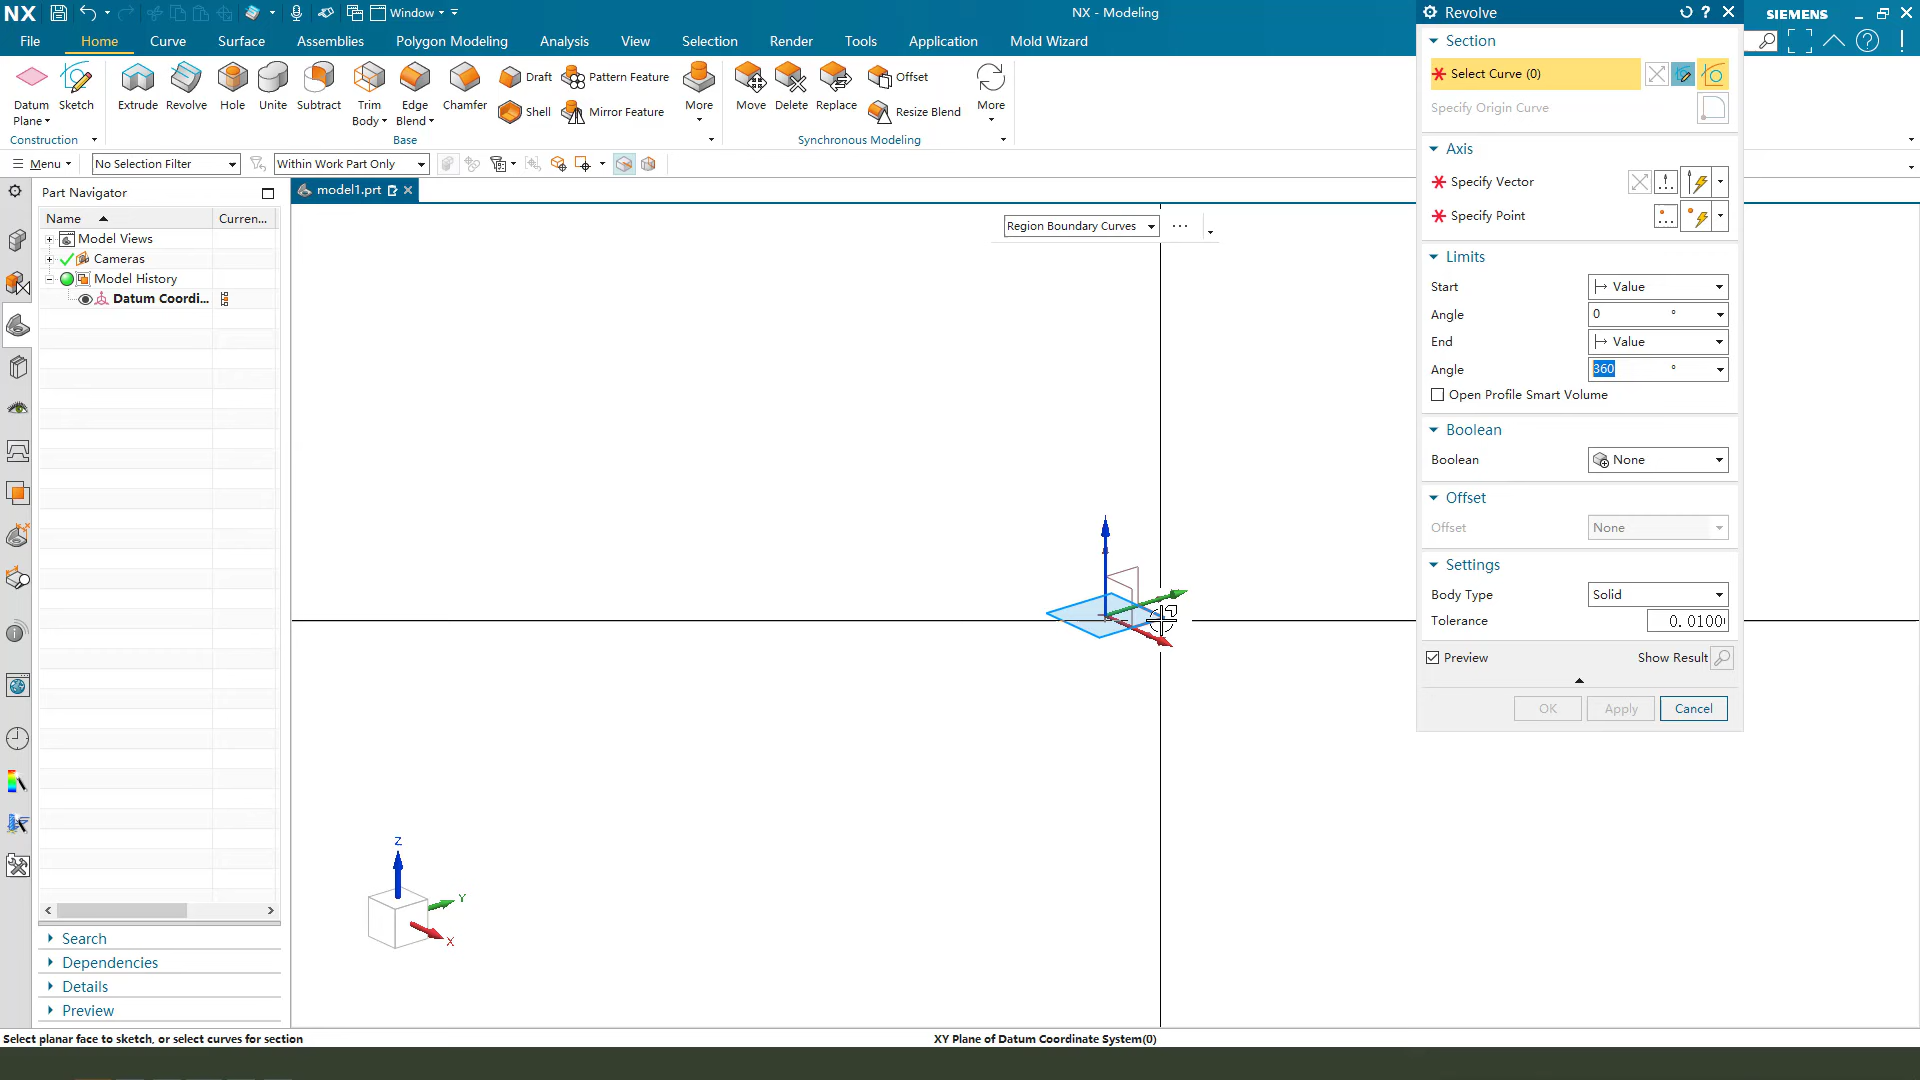 NX
Window
NX - Modeling
SIEMENS
File
Home
Curve
Surface
Assemblies
Polygon Modeling
Analysis
View
Selection
Render
Tools
Application
Mold Wizard
Datum Plane
Sketch
Extrude
Revolve
Hole
Unite
Subtract
Trim Body
Edge Blend
Chamfer
Draft
Shell
Pattern Feature
Mirror Feature
More
Move
Delete
Replace
Offset
Resize Blend
More
Construction
Base
Synchronous Modeling
Menu
No Selection Filter
Within Work Part Only
Part Navigator
model1.prt
Name
Curren...
Model Views
Cameras
Model History
Datum Coordi...
Region Boundary Curves
...
Z
Y
X
Search
Dependencies
Details
Preview
Revolve
Section
* Select Curve (0)
Specify Origin Curve
Axis
* Specify Vector
* Specify Point
Limits
Start
Value
Angle
0 °
End
Value
Angle
360 °
Open Profile Smart Volume
Boolean
Boolean
None
Offset
Offset
None
Settings
Body Type
Solid
Tolerance
0.0100
Preview
Show Result
OK
Apply
Cancel
Select planar face to sketch, or select curves for section
XY Plane of Datum Coordinate System(0)